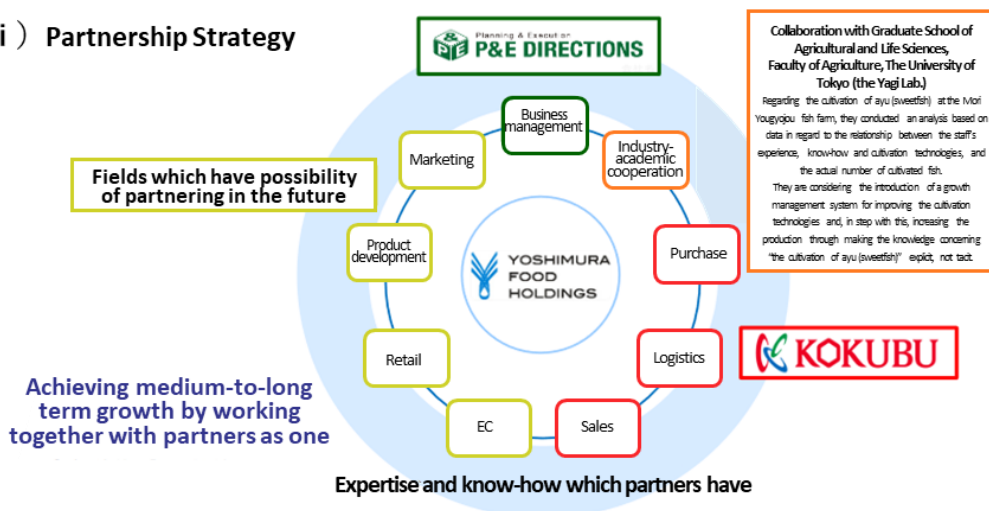 i ）Partnership Strategy
Planning & Execution
P&E
P&E DIRECTIONS
Collaboration with Graduate School of
Agricultural and Life Sciences,
Faculty of Agriculture, The University of
Tokyo (the Yagi Lab.)
Regarding the cultivation of ayu (sweetfish) at the Mori
Yougyojou fish farm, they conducted an analysis based on
data in regard to the relationship between the staff's
experience, know-how and cultivation technologies, and
the actual number of cultivated fish.
They are considering the introduction of a growth
management system for improving the cultivation
technologies and, in step with this, increasing the
production through making the knowledge concerning
"the cultivation of ayu (sweetfish)" explicit, not tacit.
Business
management
Marketing
Industry-
academic
cooperation
Fields which have possibility
of partnering in the future
Product
development
YOSHIMURA
FOOD
HOLDINGS
Purchase
Retail
Logistics
KOKUBU
Achieving medium-to-long
term growth by working
together with partners as one
EC
Sales
Expertise and know-how which partners have